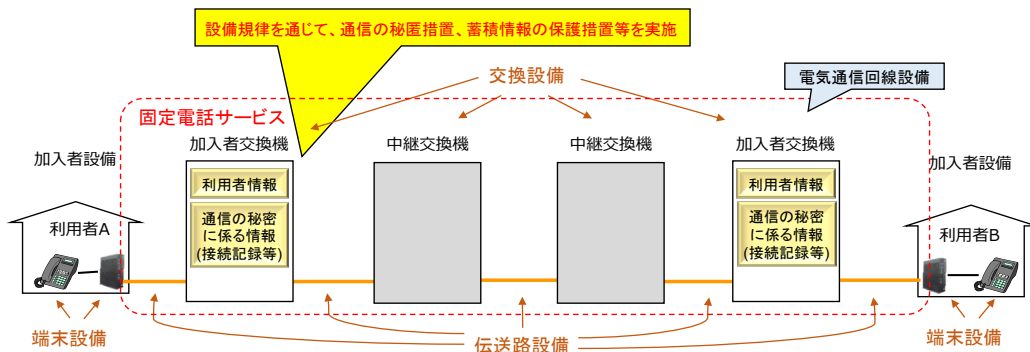 設備規律を通じて、通信の秘匿措置、蓄積情報の保護措置等を実施
交換設備
電気通信回線設備
固定電話サービス
加入者設備
加入者交換機
中継交換機
中継交換機
加入者交換機
加入者設備
利用者情報
通信の秘密
に係る情報
(接続記録等)
利用者情報
通信の秘密
に係る情報
(接続記録等)
利用者A
利用者B
端末設備
伝送路設備
端末設備